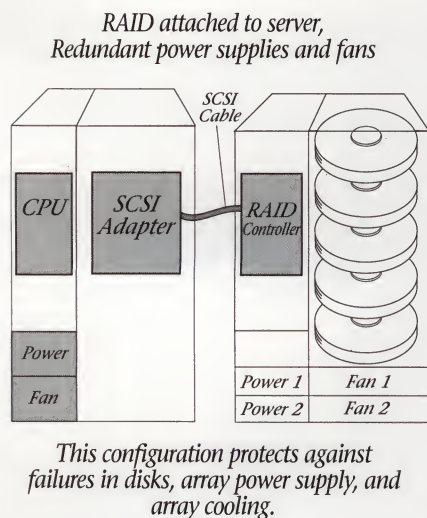 RAID attached to server,
Redundant power supplies and fans
SCSI
Cable
CPU
SCSI
Adapter
RAID
Controller
Power
Fan
Power 1
Fan 1
Power 2
Fan 2
This configuration protects against
failures in disks, array power supply, and
array cooling.